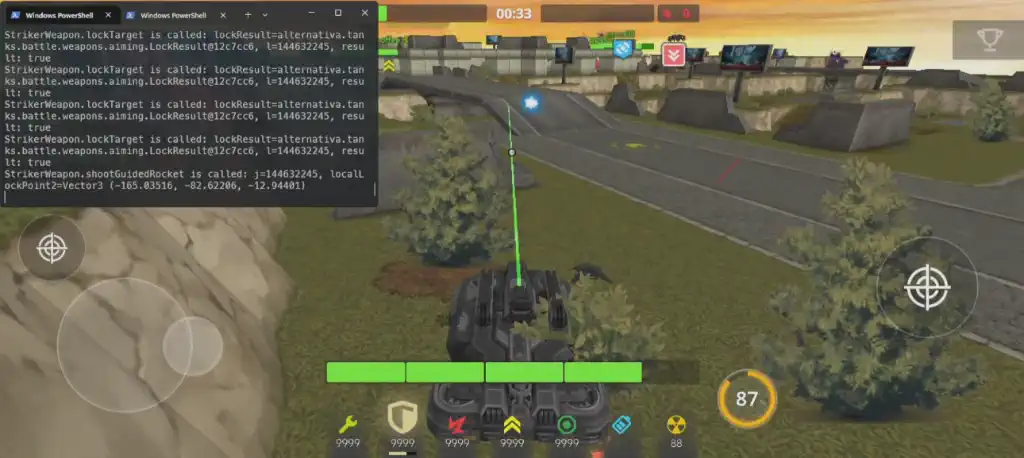 Windows PowerShell
Windows PowerShell
00:33
0
StrikerWeapon.lockTarget is called: lockResult=alternativa.tan
ks.battle.weapons.aiming.LockResult@12c7cc6, l=144632245, resu
lt: true
StrikerWeapon.lockTarget is called: lockResult=alternativa.tan
ks.battle.weapons.aiming.LockResult@12c7cc6, l=144632245, resu
lt: true
StrikerWeapon.lockTarget is called: lockResult=alternativa.tan
ks.battle.weapons.aiming.LockResult@12c7cc6, l=144632245, resu
lt: true
StrikerWeapon.lockTarget is called: lockResult=alternativa.tan
ks.battle.weapons.aiming.LockResult@12c7cc6, l=144632245, resu
lt: true
StrikerWeapon.shootGuidedRocket is called: j=144632245, localL
ockPoint2=Vector3 (-165.03516, -82.62206, -12.94401)
87
9999
9999
9999
9999
9999
88